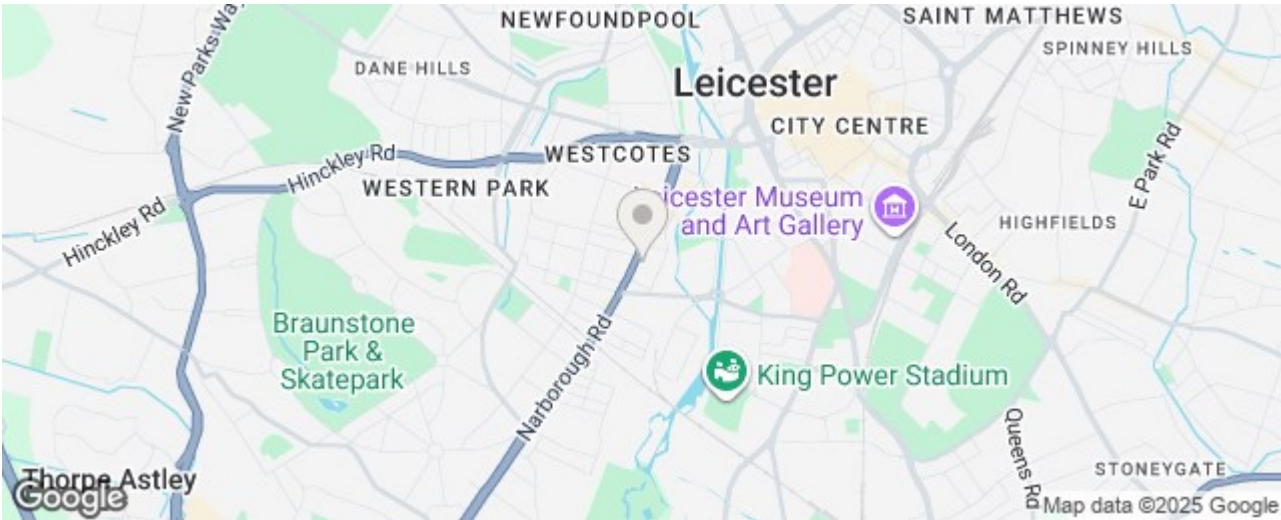 NEWFOUNDPOOL
SAINT MATTHEWS
SPINNEY HILLS
New Parks Way
DANE HILLS
Leicester
CITY CENTRE
E Park Rd
Hinckley Rd
WESTCOTES
WESTERN PARK
Leicester Museum
and Art Gallery
Hinckley Rd
HIGHFIELDS
London Rd
Braunstone
Park &
Skatepark
Narborough Rd
King Power Stadium
Queens Rd
Thorpe Astley
STONEYGATE
Google
Map data ©2025 Google